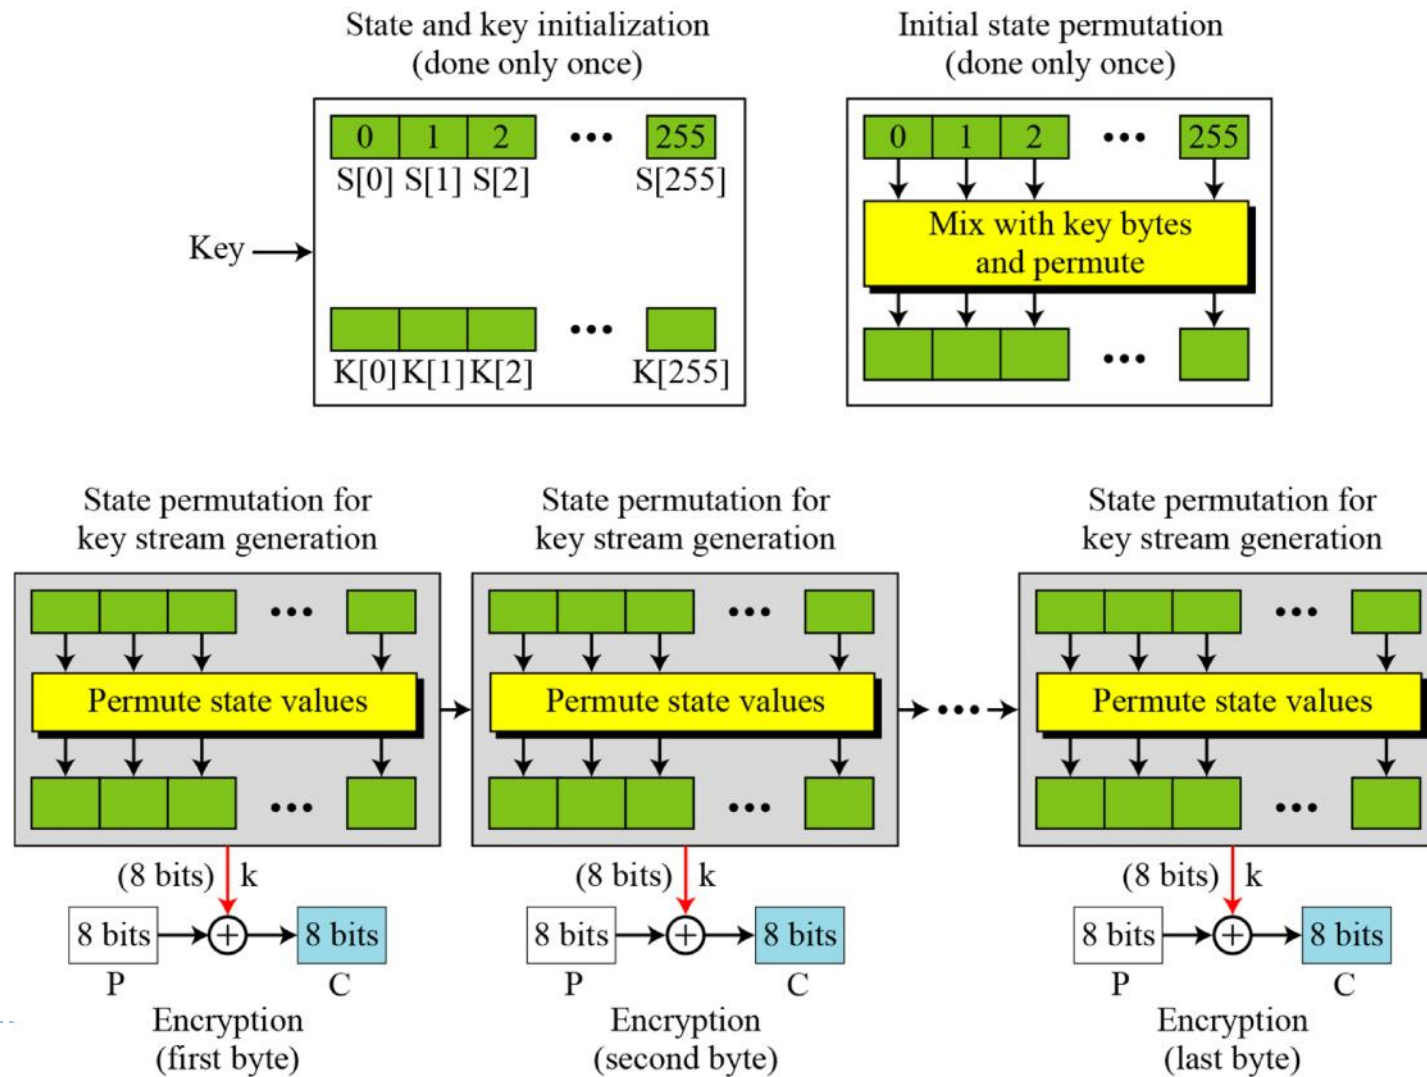 State and key initialization
(done only once)
0 1 2 ••• 255
S[0] S[1] S[2] S[255]
Key
•••
K[0] K[1] K[2] K[255]
Initial state permutation
(done only once)
0 1 2 ••• 255
Mix with key bytes
and permute
•••
State permutation for
key stream generation
•••
Permute state values
•••
(8 bits) k
8 bits + 8 bits
P C
Encryption
(first byte)
State permutation for
key stream generation
•••
Permute state values
•••
(8 bits) k
8 bits + 8 bits
P C
Encryption
(second byte)
•••
State permutation for
key stream generation
•••
Permute state values
•••
(8 bits) k
8 bits + 8 bits
P C
Encryption
(last byte)